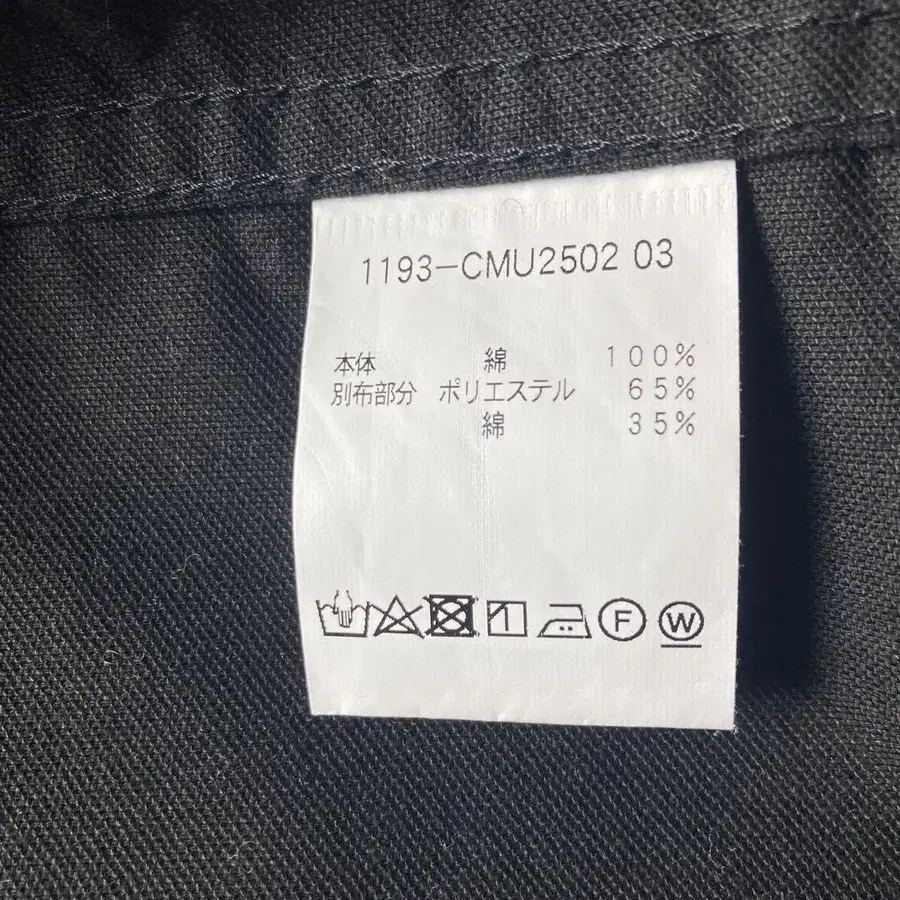 1193-CMU2502 03
本体 綿 100%
別布部分 ポリエステル 65%
綿 35%
F W